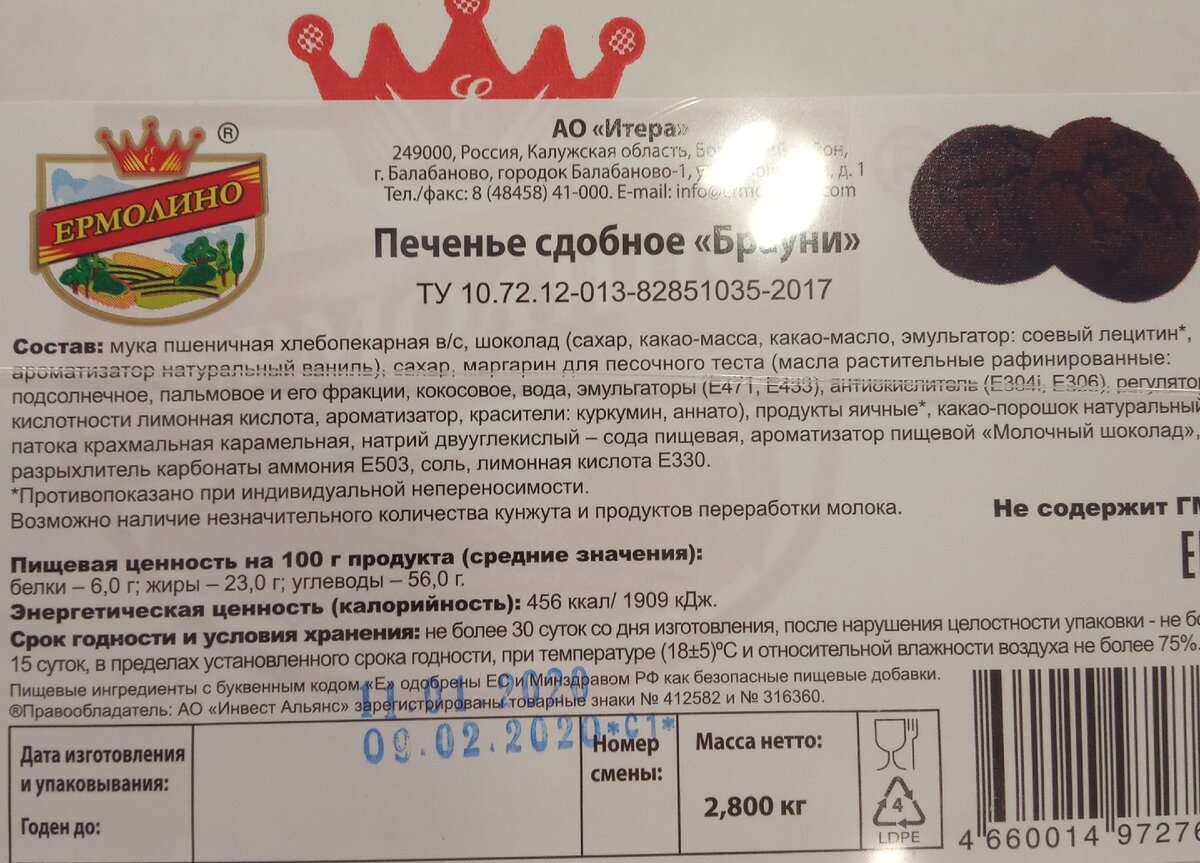 ЕРМОЛИНО ®
АО «Итера»
249000, Россия, Калужская область,
г. Балабаново, городок Балабаново-1, д. 1
Тел./факс: 8 (48458) 41-000. E-mail:
Печенье сдобное «Брауни»
ТУ 10.72.12-013-82851035-2017
Состав: мука пшеничная хлебопекарная в/с, шоколад (сахар, какао-масса, какао-масло, эмульгатор: соевый лецитин*,
ароматизатор натуральный ваниль), сахар, маргарин для песочного теста (масла растительные рафинированные:
подсолнечное, пальмовое и его фракции, кокосовое, вода, эмульгаторы (Е471, Е433), антиокислитель (Е304i, Е306), регулятор
кислотности лимонная кислота, ароматизатор, красители: куркумин, аннато), продукты яичные*, какао-порошок натуральный
патока крахмальная карамельная, натрий двууглекислый – сода пищевая, ароматизатор пищевой «Молочный шоколад»,
разрыхлитель карбонаты аммония Е503, соль, лимонная кислота Е330.
*Противопоказано при индивидуальной непереносимости.
Возможно наличие незначительного количества кунжута и продуктов переработки молока.
Не содержит
Пищевая ценность на 100 г продукта (средние значения):
белки – 6,0 г; жиры – 23,0 г; углеводы – 56,0 г.
Энергетическая ценность (калорийность): 456 ккал/ 1909 кДж.
Срок годности и условия хранения: не более 30 суток со дня изготовления, после нарушения целостности упаковки - не
15 суток, в пределах установленного срока годности, при температуре (18±5)ºС и относительной влажности воздуха не более 75%.
Пищевые ингредиенты с буквенным кодом «Е» одобрены ЕС и Минздравом РФ как безопасные пищевые добавки.
®Правообладатель: АО «Инвест Альянс» зарегистрированы товарные знаки № 412582 и № 316360.
11.01.2020
09.02.2020*С1*
Дата изготовления
и упаковывания:
Годен до:
Номер
смены:
Масса нетто:
2,800 кг
4
LDPE
4 660014 97276